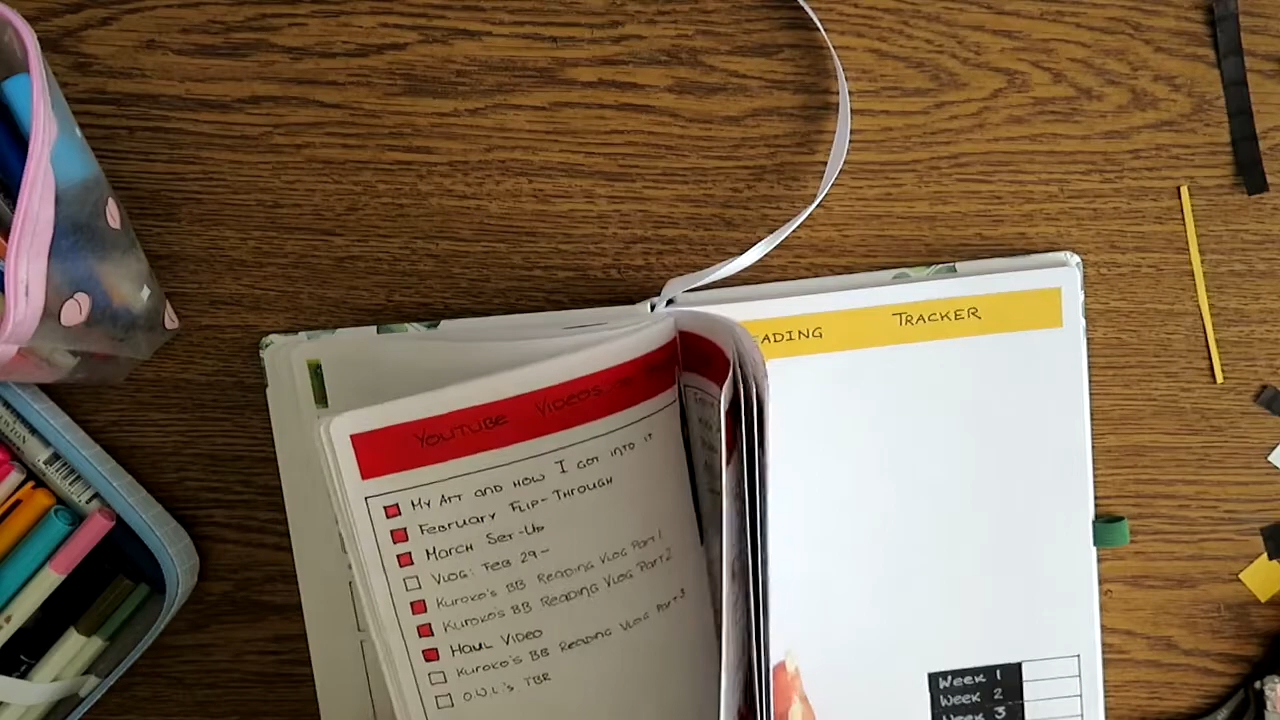 YouTube Videos
My Art and how I got into it
February Flip-Through
March Set-Up
Vlog: Feb 29-
Kuroko's BB Reading Vlog Part 1
Kuroko's BB Reading Vlog Part 2
Haul Video
Kuroko's BB Reading Vlog Part 3
O.W.L.'s TBR
EADING TRACKER
Week 1
Week 2
Week 3